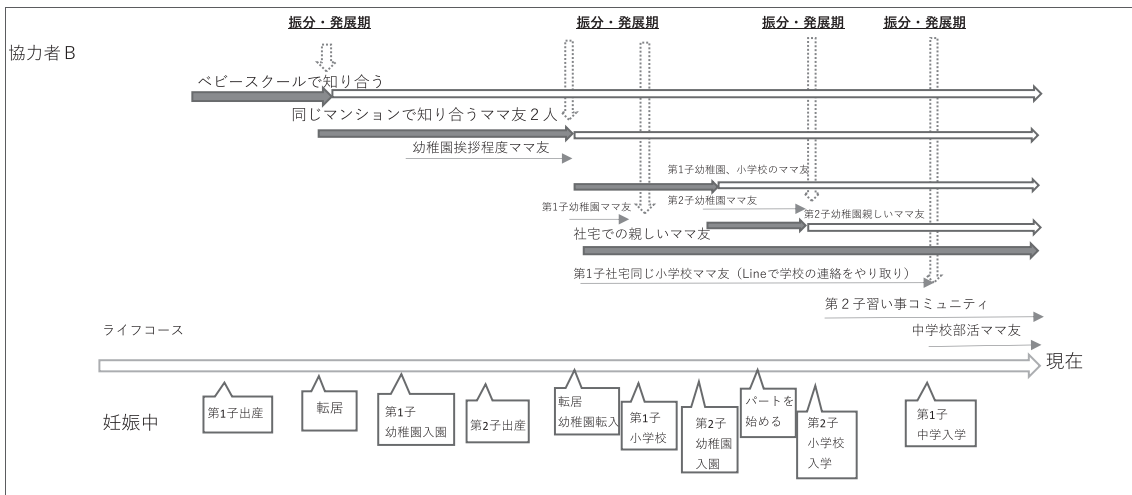 振分・発展期
振分・発展期
振分・発展期
振分・発展期
協力者B
ベビースクールで知り合う
同じマンションで知り合うママ友2人
幼稚園挨拶程度ママ友
第1子幼稚園、小学校のママ友
第1子幼稚園ママ友
第2子幼稚園ママ友
第2子幼稚園親しいママ友
社宅での親しいママ友
第1子社宅同じ小学校ママ友（Lineで学校の連絡をやり取り）
第２子習い事コミュニティ
ライフコース
中学校部活ママ友
現在
妊娠中
第1子出産
転居
第1子
幼稚園入園
第2子出産
転居
幼稚園転入
第1子
小学校
第2子
幼稚園
入園
パートを
始める
第2子
小学校
入学
第1子
中学入学